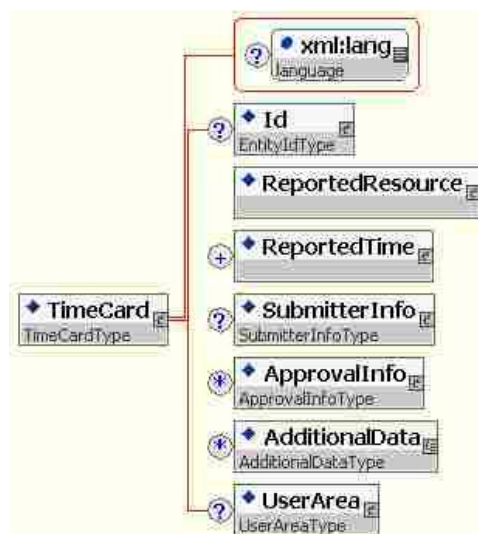 ? xml:lang
language
? Id
EntityIdType
ReportedResource
+ ReportedTime
TimeCard
TimeCardType
? SubmitterInfo
SubmitterInfoType
* ApprovalInfo
ApprovalInfoType
* AdditionalData
AdditionalDataType
? UserArea
UserAreaType